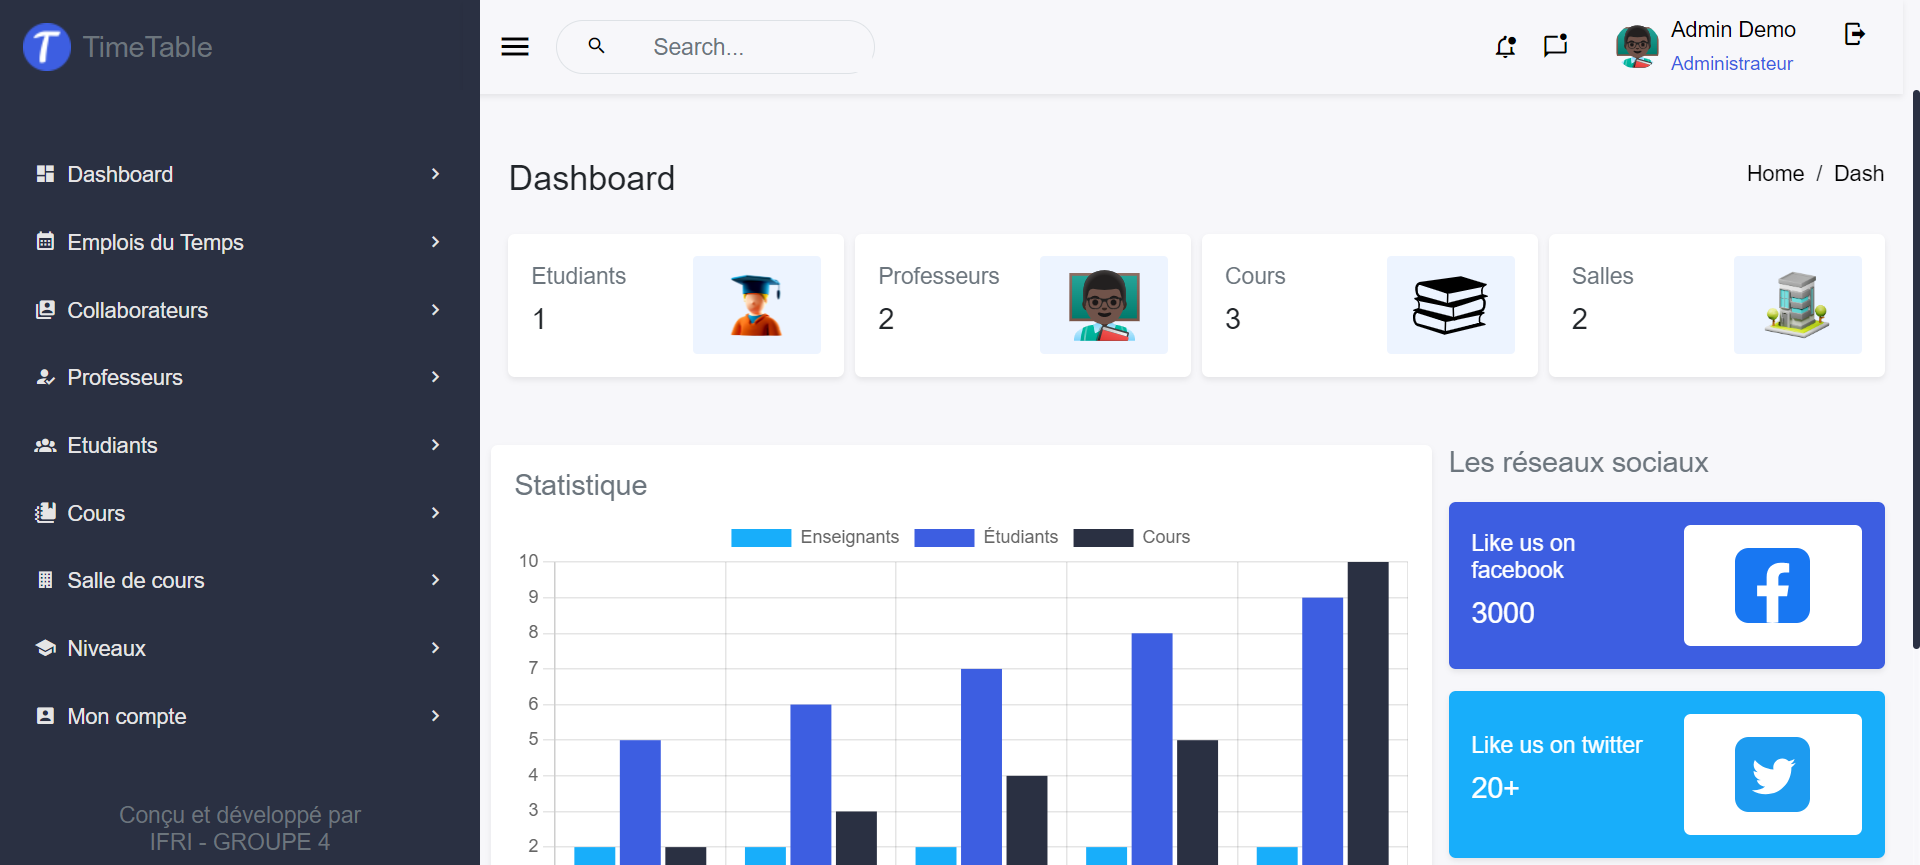 TimeTable
Dashboard
Emplois du Temps
Collaborateurs
Professeurs
Etudiants
Cours
Salle de cours
Niveaux
Mon compte
Conçu et développé par
IFRI - GROUPE 4
Search...
Admin Demo
Administrateur
Dashboard
Home / Dash
Etudiants
1
Professeurs
2
Cours
3
Salles
2
Statistique
Enseignants Étudiants Cours
10
9
8
7
6
5
4
3
2
Les réseaux sociaux
Like us on
facebook
3000
Like us on twitter
20+